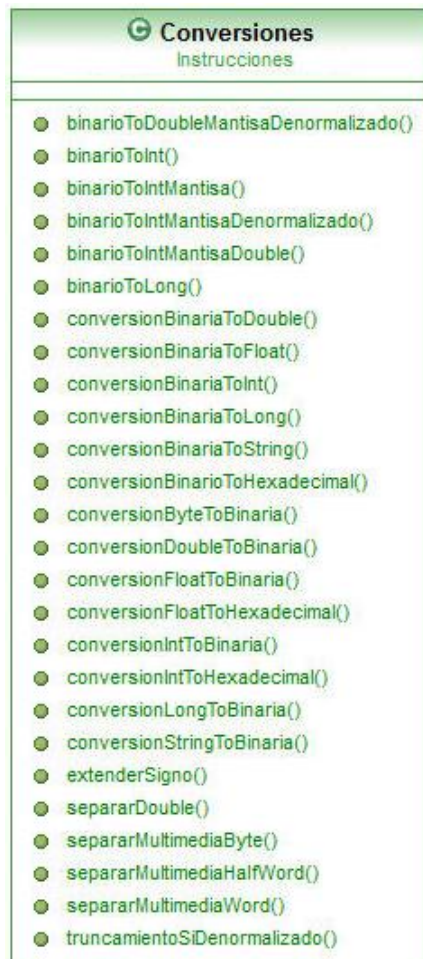 Conversiones
Instrucciones
binarioToDoubleMantisaDenormalizado()
binarioToInt()
binarioToIntMantisa()
binarioToIntMantisaDenormalizado()
binarioToIntMantisaDouble()
binarioToLong()
conversionBinariaToDouble()
conversionBinariaToFloat()
conversionBinariaToInt()
conversionBinariaToLong()
conversionBinariaToString()
conversionBinarioToHexadecimal()
conversionByteToBinaria()
conversionDoubleToBinaria()
conversionFloatToBinaria()
conversionFloatToHexadecimal()
conversionIntToBinaria()
conversionIntToHexadecimal()
conversionLongToBinaria()
conversionStringToBinaria()
extenderSigno()
separarDouble()
separarMultimediaByte()
separarMultimediaHalfWord()
separarMultimediaWord()
truncamientoSiDenormalizado()